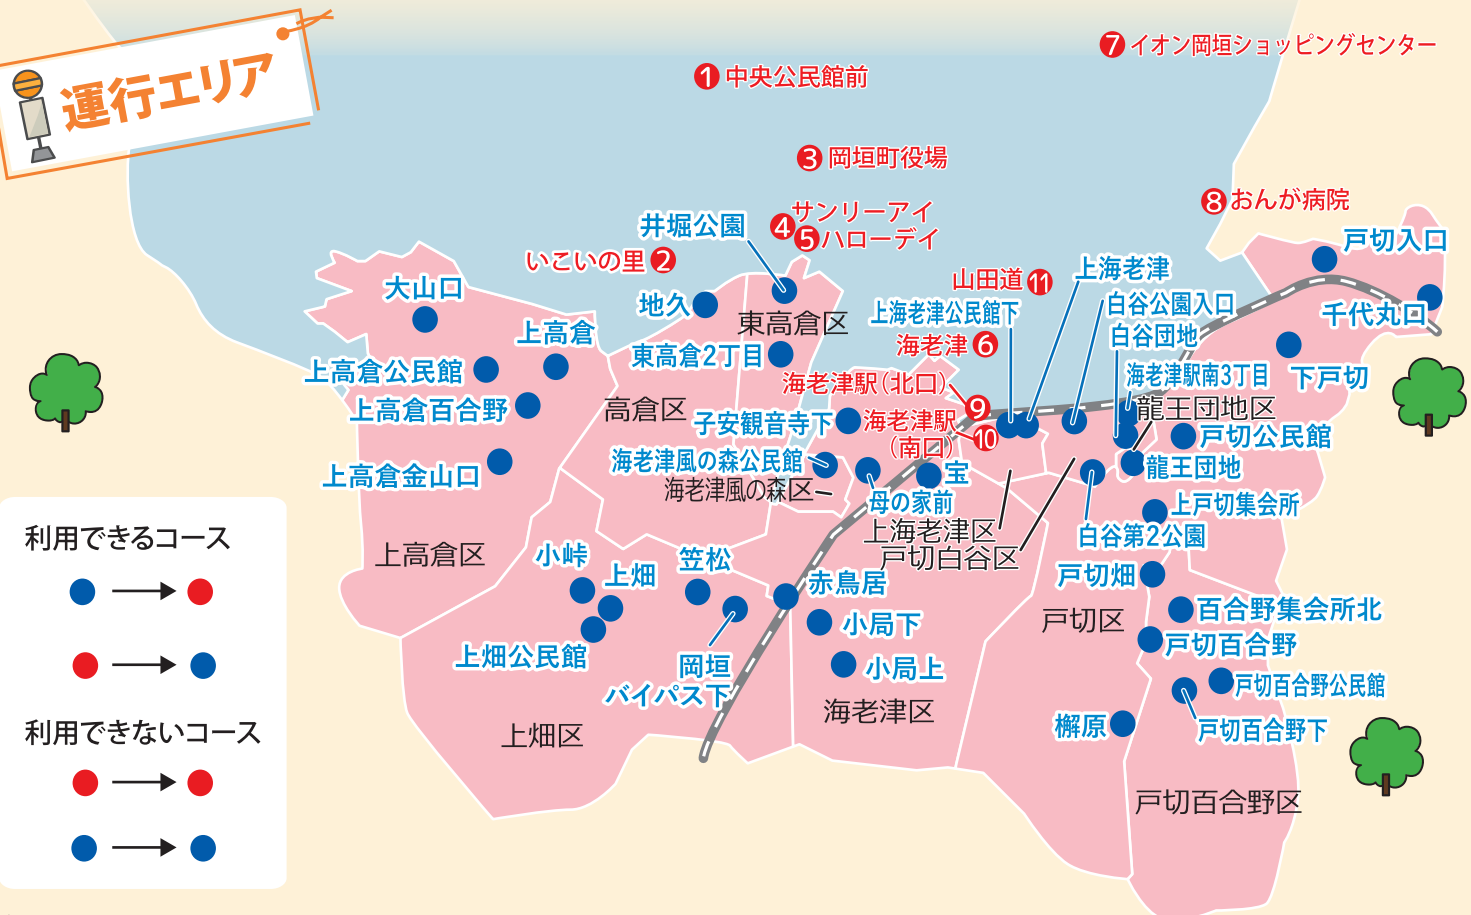 運行エリア
❼イオン岡垣ショッピングセンター
❶中央公民館前
❸岡垣町役場
❽おんが病院
❹サンリーアイ
❺ハローデイ
井堀公園
いこいの里❷
戸切入口
山田道⓫
上海老津
大山口
地久
白谷公園入口
上海老津公民館下
千代丸口
東高倉区
上高倉
白谷団地
海老津❻
東高倉2丁目
上高倉公民館
海老津駅南3丁目
下戸切
海老津駅(北口)
❾
上高倉百合野
高倉区
龍王団地区
子安観音寺下
海老津駅
(南口)
❿
戸切公民館
海老津風の森公民館
龍王団地
上高倉金山口
宝
海老津風の森区
母の家前
上戸切集会所
上海老津区
白谷第2公園
利用できるコース
上高倉区
小峠
笠松
戸切白谷区
上畑
赤鳥居
戸切畑
百合野集会所北
小局下
戸切区
戸切百合野
上畑公民館
岡垣
バイパス下
小局上
戸切百合野公民館
海老津区
利用できないコース
上畑区
檞原
戸切百合野下
戸切百合野区